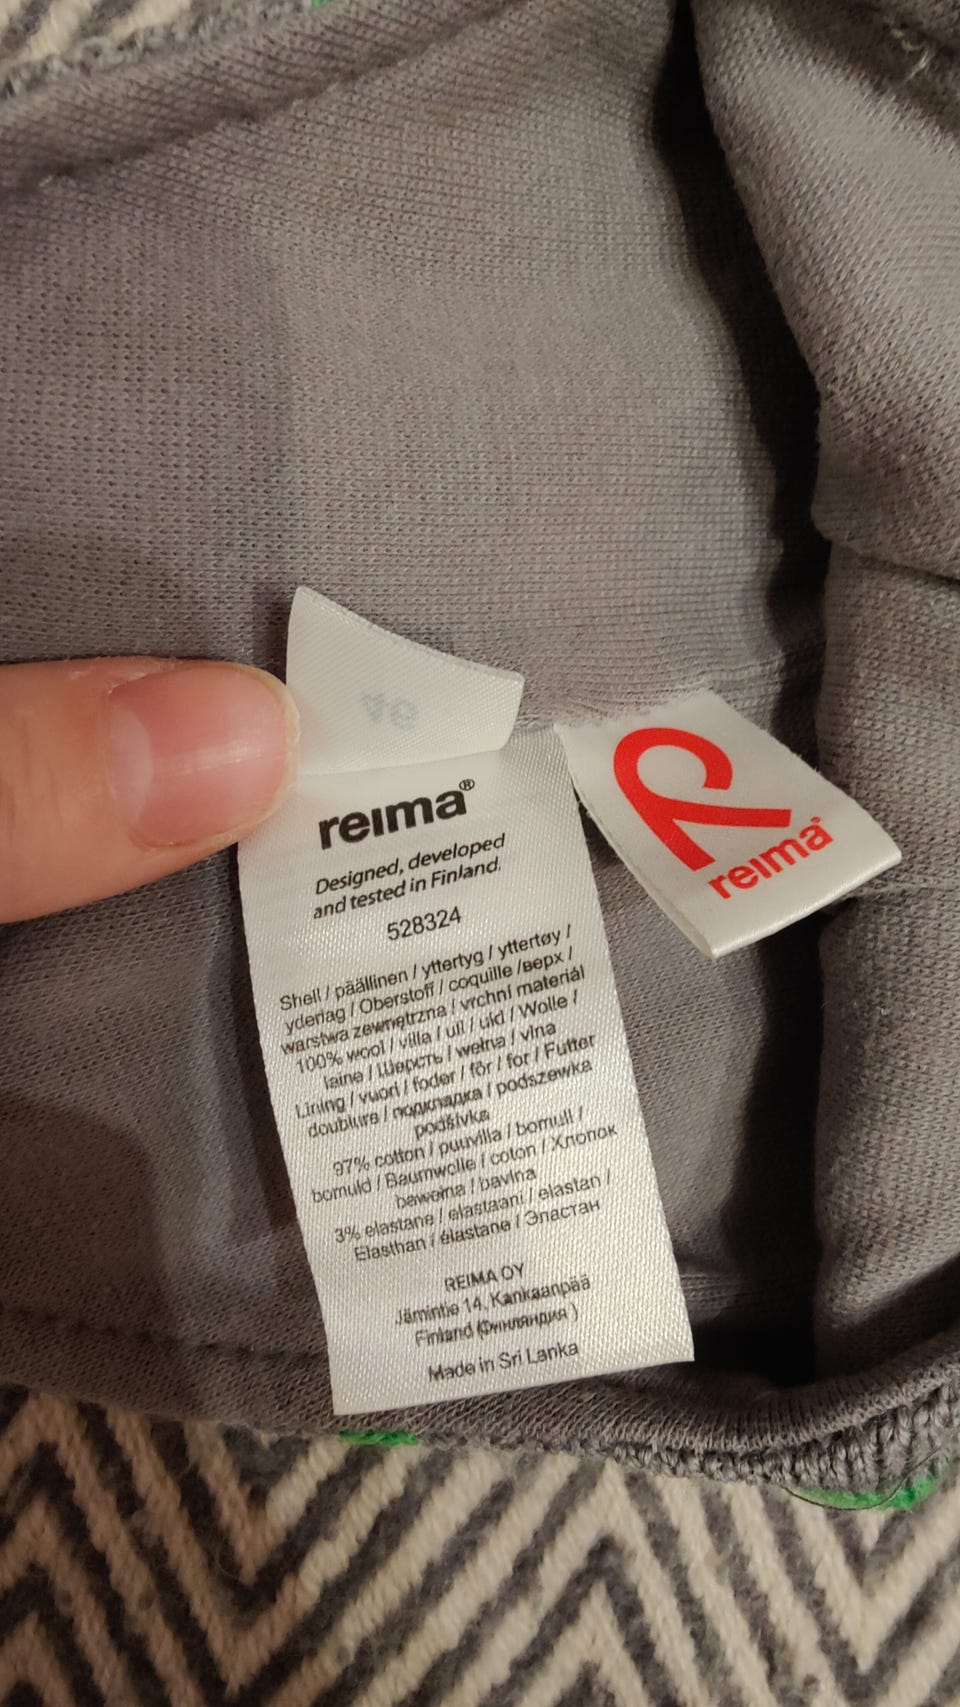 46
reima®
Designed, developed
and tested in Finland.
528324
Shell / päällinen / yttertyg / yttertøy /
yderlag / Oberstoff / coquille /верх /
warstwa zewnętrzna / vrchní materiál
100% wool / villa / ull / uld / Wolle /
laine / Шерсть / wełna / vlna
Lining / vuori / foder / fôr / for / Futter
doublure / подкладка / podszewka
podšívka
97% cotton / puuvilla / bomull /
bomuld / Baumwolle / coton / Хлопок
bawełna / bavlna
3% elastane / elastaani / elastan /
Elasthan / élastane / Эластан
REIMA OY
Jämintie 14, Kankaanpää
Finland (Финляндия )
Made in Sri Lanka
reima®